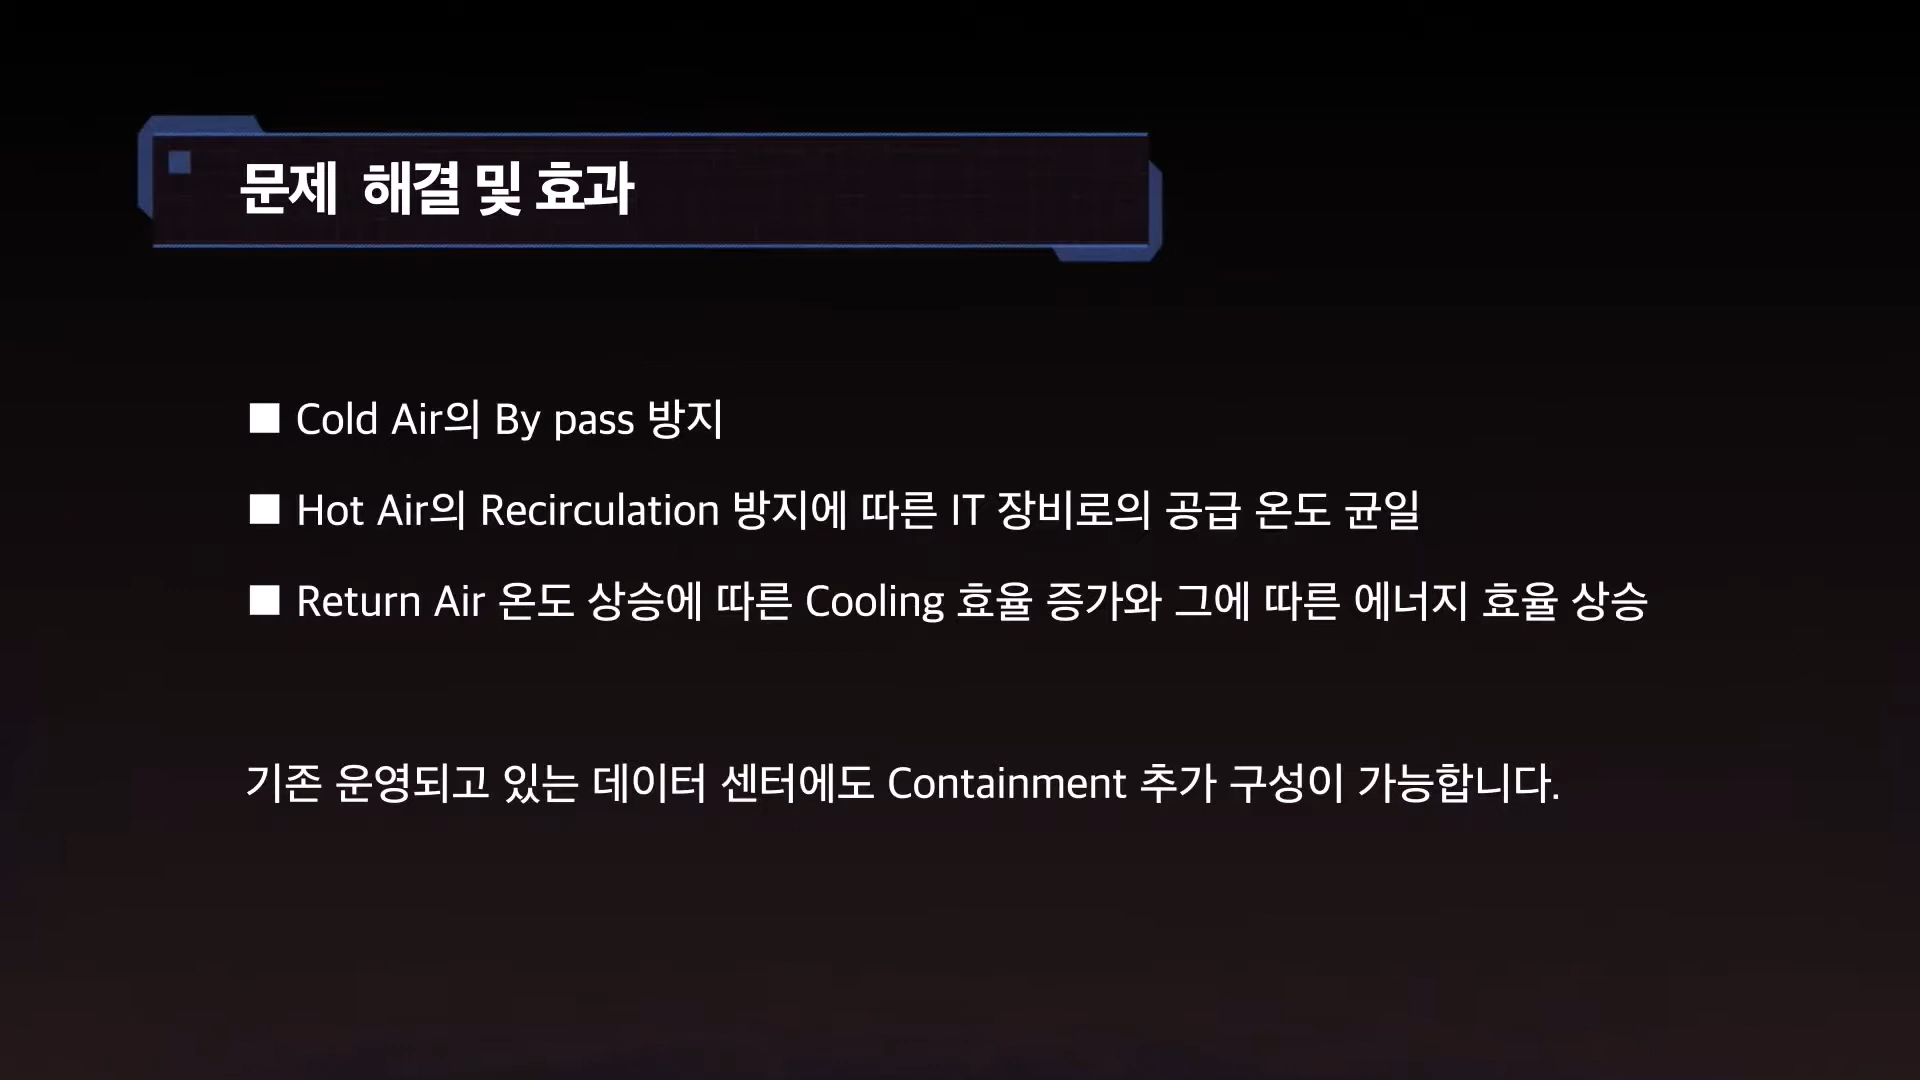 문제 해결 및 효과
■ Cold Air의 By pass 방지
■ Hot Air의 Recirculation 방지에 따른 IT 장비로의 공급 온도 균일
■ Return Air 온도 상승에 따른 Cooling 효율 증가와 그에 따른 에너지 효율 상승
기존 운영되고 있는 데이터 센터에도 Containment 추가 구성이 가능합니다.